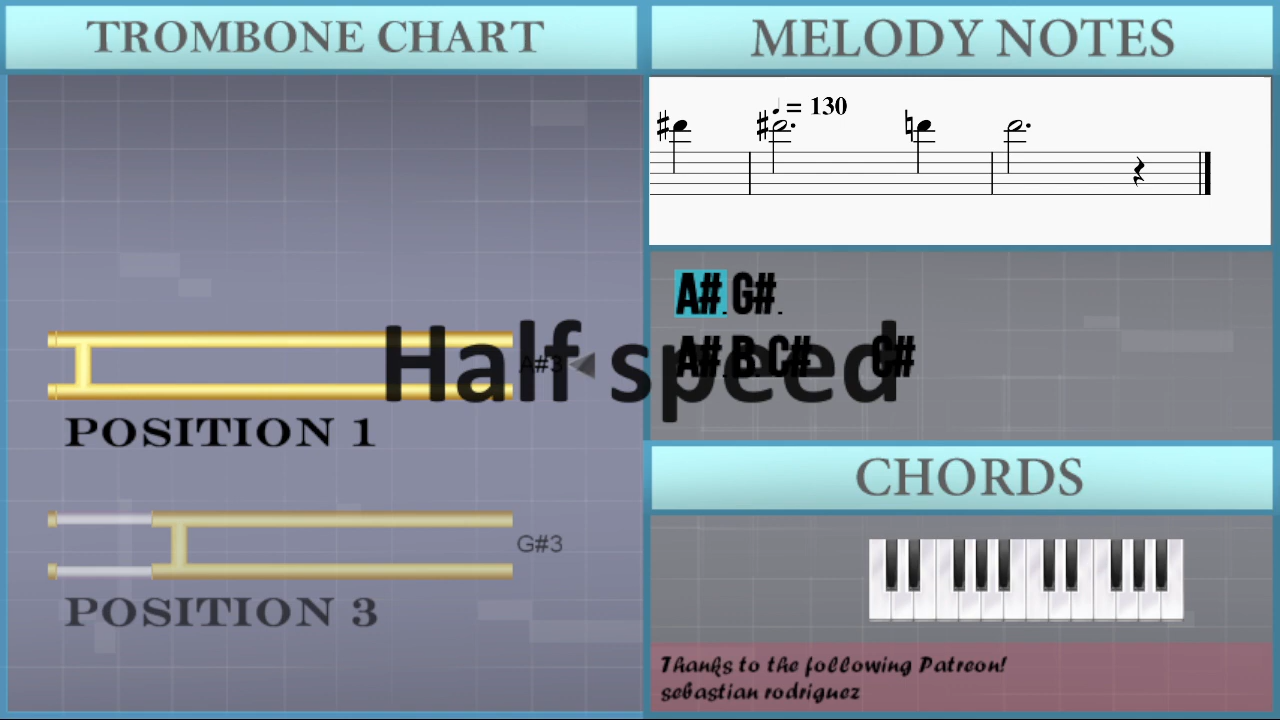 TROMBONE CHART
MELODY NOTES
= 130
A#. G#.
A#. B. C# C#
Half speed
A#3
POSITION 1
G#3
POSITION 3
CHORDS
Thanks to the following Patreon!
sebastian rodriguez